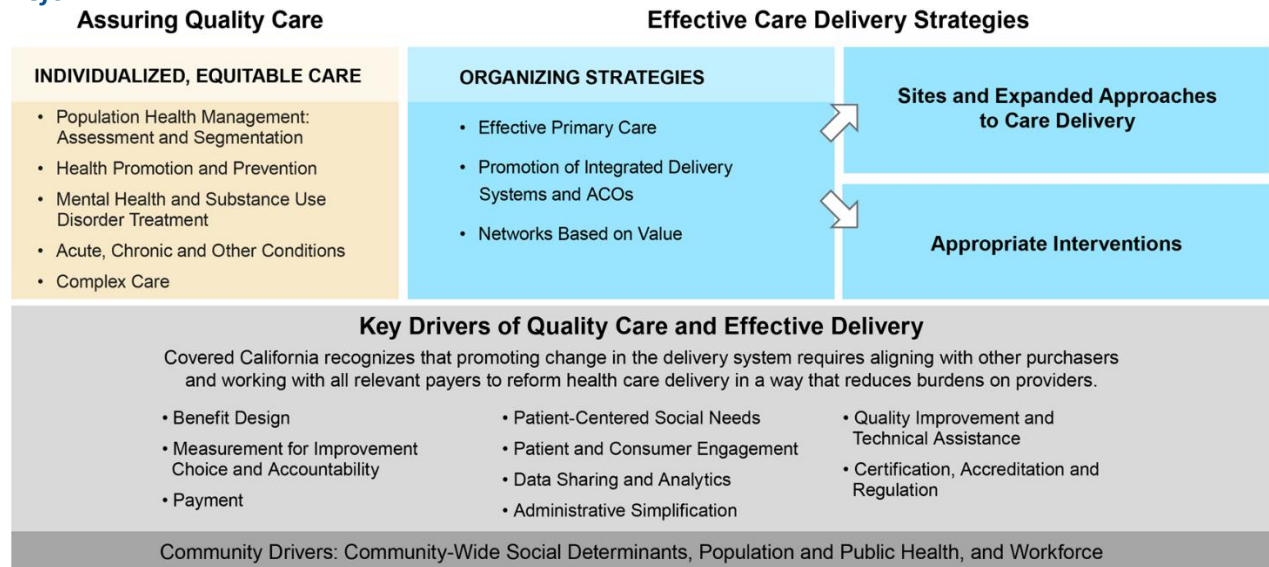 Assuring Quality Care
Effective Care Delivery Strategies
INDIVIDUALIZED, EQUITABLE CARE
• Population Health Management:
Assessment and Segmentation
• Health Promotion and Prevention
• Mental Health and Substance Use
Disorder Treatment
• Acute, Chronic and Other Conditions
• Complex Care
ORGANIZING STRATEGIES
• Effective Primary Care
• Promotion of Integrated Delivery
Systems and ACOs
• Networks Based on Value
Sites and Expanded Approaches
to Care Delivery
Appropriate Interventions
Key Drivers of Quality Care and Effective Delivery
Covered California recognizes that promoting change in the delivery system requires aligning with other purchasers
and working with all relevant payers to reform health care delivery in a way that reduces burdens on providers.
• Benefit Design
• Measurement for Improvement
Choice and Accountability
• Payment
• Patient-Centered Social Needs
• Patient and Consumer Engagement
• Data Sharing and Analytics
• Administrative Simplification
• Quality Improvement and
Technical Assistance
• Certification, Accreditation and
Regulation
Community Drivers: Community-Wide Social Determinants, Population and Public Health, and Workforce